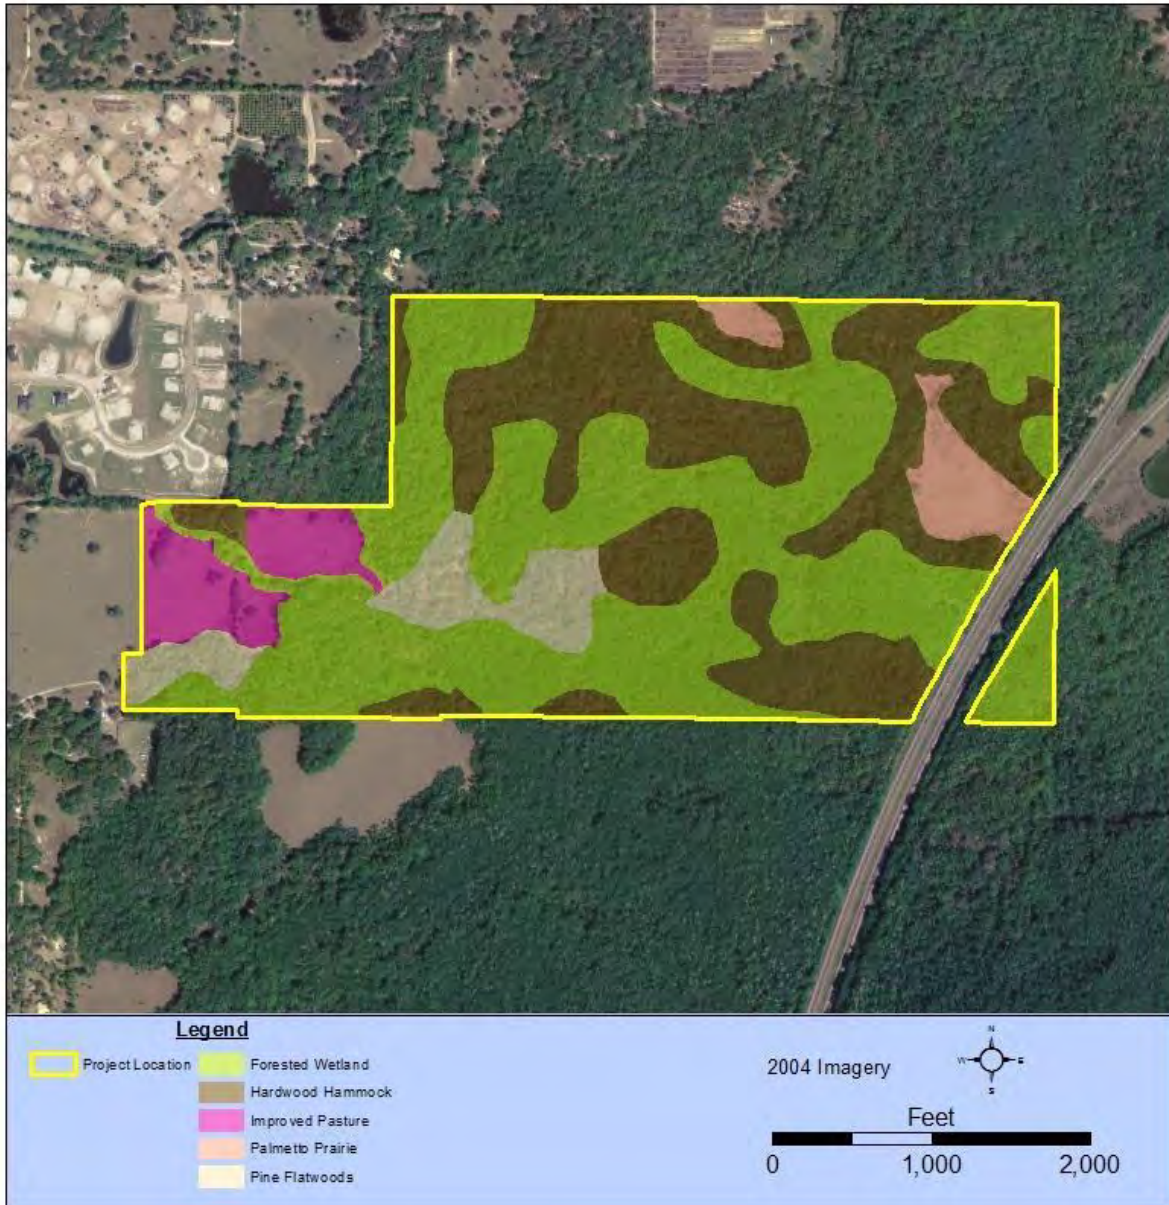 Legend
Project Location
Forested Wetland
Hardwood Hammock
Improved Pasture
Palmetto Prairie
Pine Flatwoods
2004 Imagery
N
W E
S
Feet
0 1,000 2,000